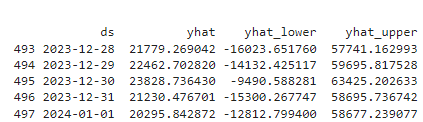 ds yhat yhat_lower yhat_upper
493 2023-12-28 21779.269042 -16023.651760 57741.162993
494 2023-12-29 22462.702820 -14132.425117 59695.817528
495 2023-12-30 23828.736430 -9490.588281 63425.202633
496 2023-12-31 21230.476701 -15300.267747 58695.736742
497 2024-01-01 20295.842872 -12812.799400 58677.239077